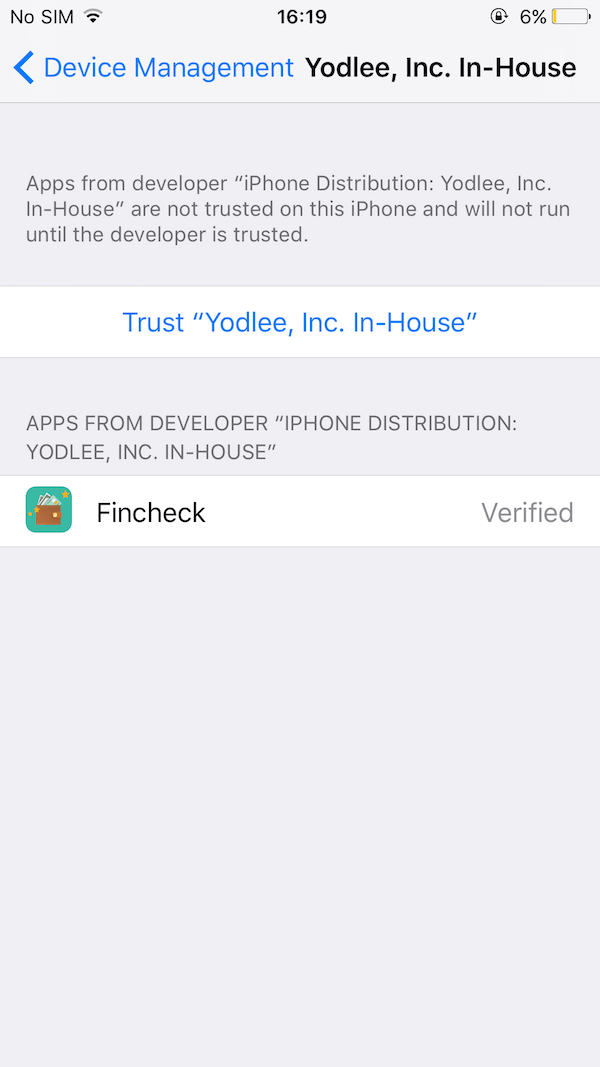 No SIM 16:19 6%
Device Management Yodlee, Inc. In-House
Apps from developer “iPhone Distribution: Yodlee, Inc.
In-House” are not trusted on this iPhone and will not run
until the developer is trusted.
Trust “Yodlee, Inc. In-House”
APPS FROM DEVELOPER “IPHONE DISTRIBUTION:
YODLEE, INC. IN-HOUSE”
Fincheck Verified